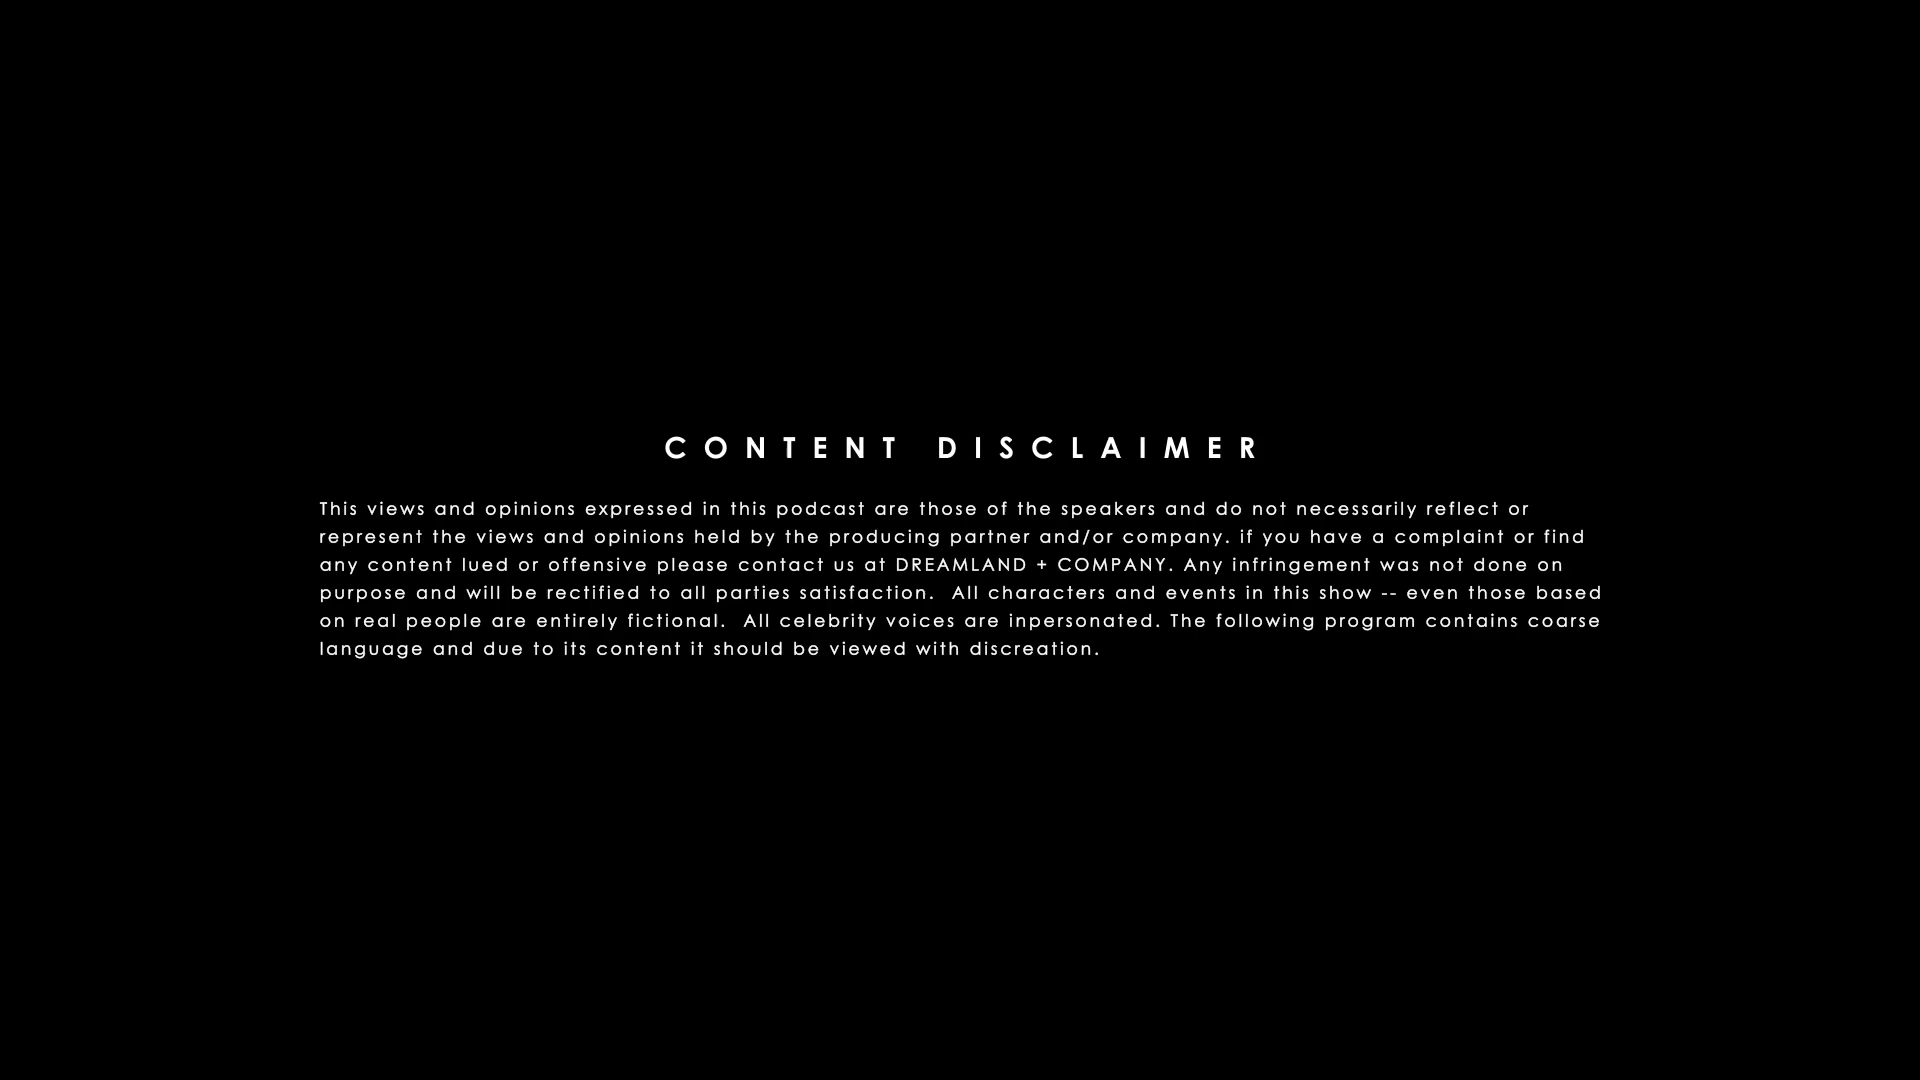 CONTENT DISCLAIMER
This views and opinions expressed in this podcast are those of the speakers and do not necessarily reflect or
represent the views and opinions held by the producing partner and/or company. if you have a complaint or find
any content lued or offensive please contact us at DREAMLAND + COMPANY. Any infringement was not done on
purpose and will be rectified to all parties satisfaction.  All characters and events in this show -- even those based
on real people are entirely fictional.  All celebrity voices are inpersonated. The following program contains coarse
language and due to its content it should be viewed with discreation.